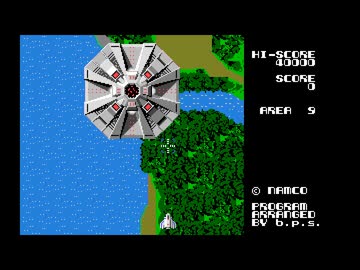 HI-SCORE
40000
SCORE
0
AREA 9
© NAMCO
PROGRAM
ARRANGED
BY b.p.s.